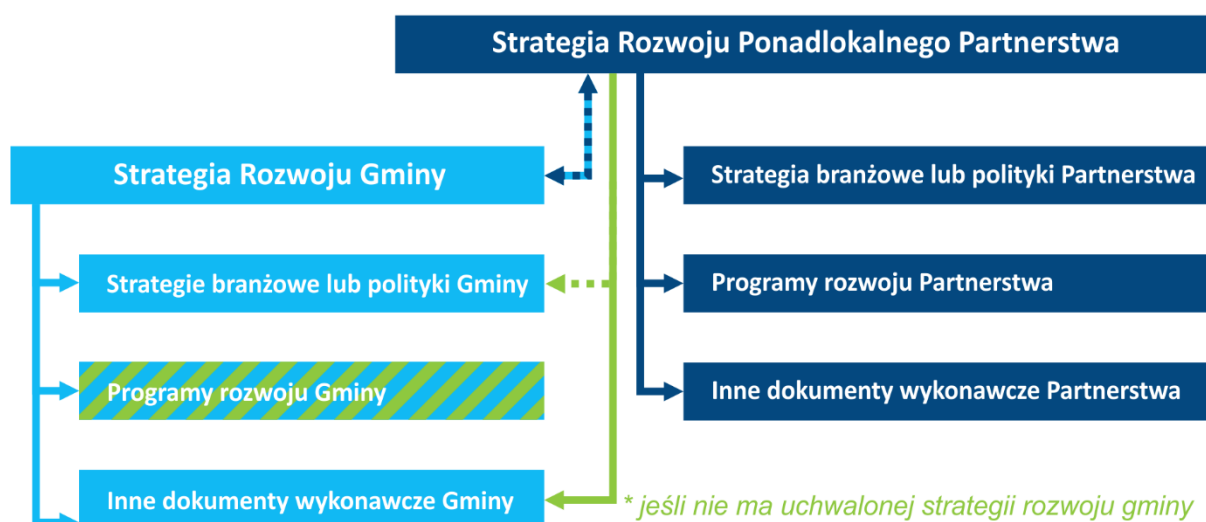 Strategia Rozwoju Ponadlokalnego Partnerstwa
Strategia Rozwoju Gminy
Strategie branżowe lub polityki Gminy
Programy rozwoju Gminy
Inne dokumenty wykonawcze Gminy
Strategia branżowe lub polityki Partnerstwa
Programy rozwoju Partnerstwa
Inne dokumenty wykonawcze Partnerstwa
* jeśli nie ma uchwalonej strategii rozwoju gminy